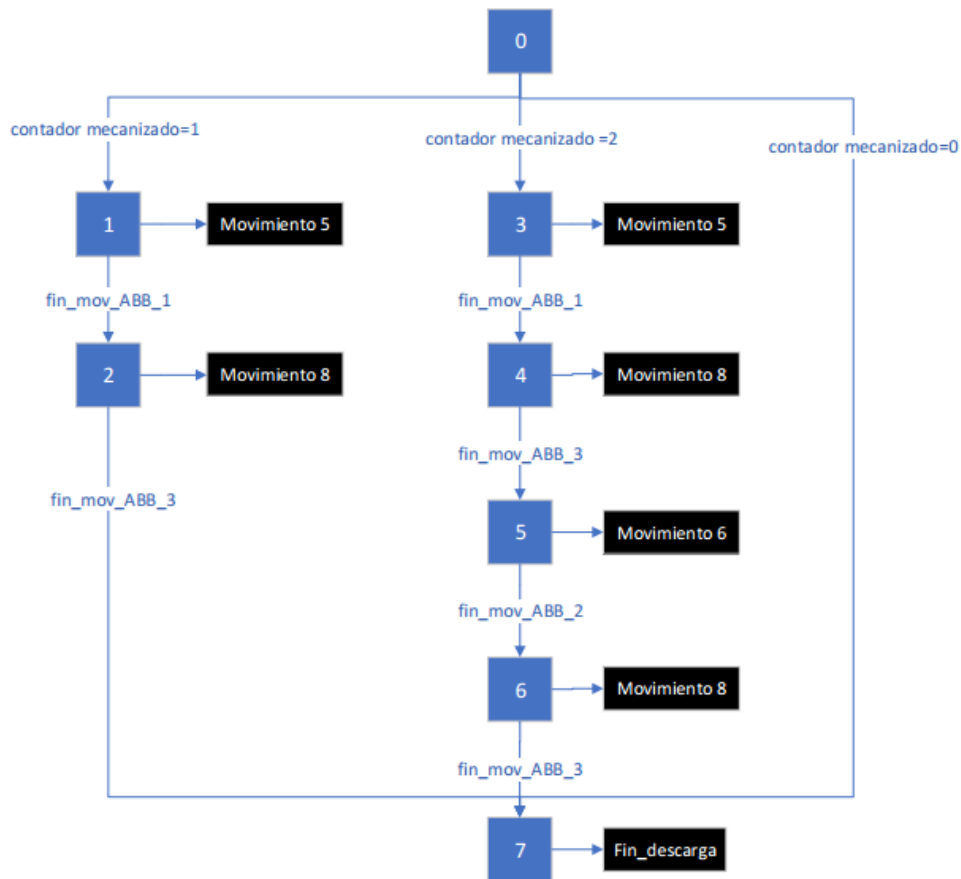 0
contador mecanizado=1
contador mecanizado =2
contador mecanizado=0
1
Movimiento 5
3
Movimiento 5
fin_mov_ABB_1
fin_mov_ABB_1
2
Movimiento 8
4
Movimiento 8
fin_mov_ABB_3
fin_mov_ABB_3
5
Movimiento 6
fin_mov_ABB_2
6
Movimiento 8
fin_mov_ABB_3
7
Fin_descarga